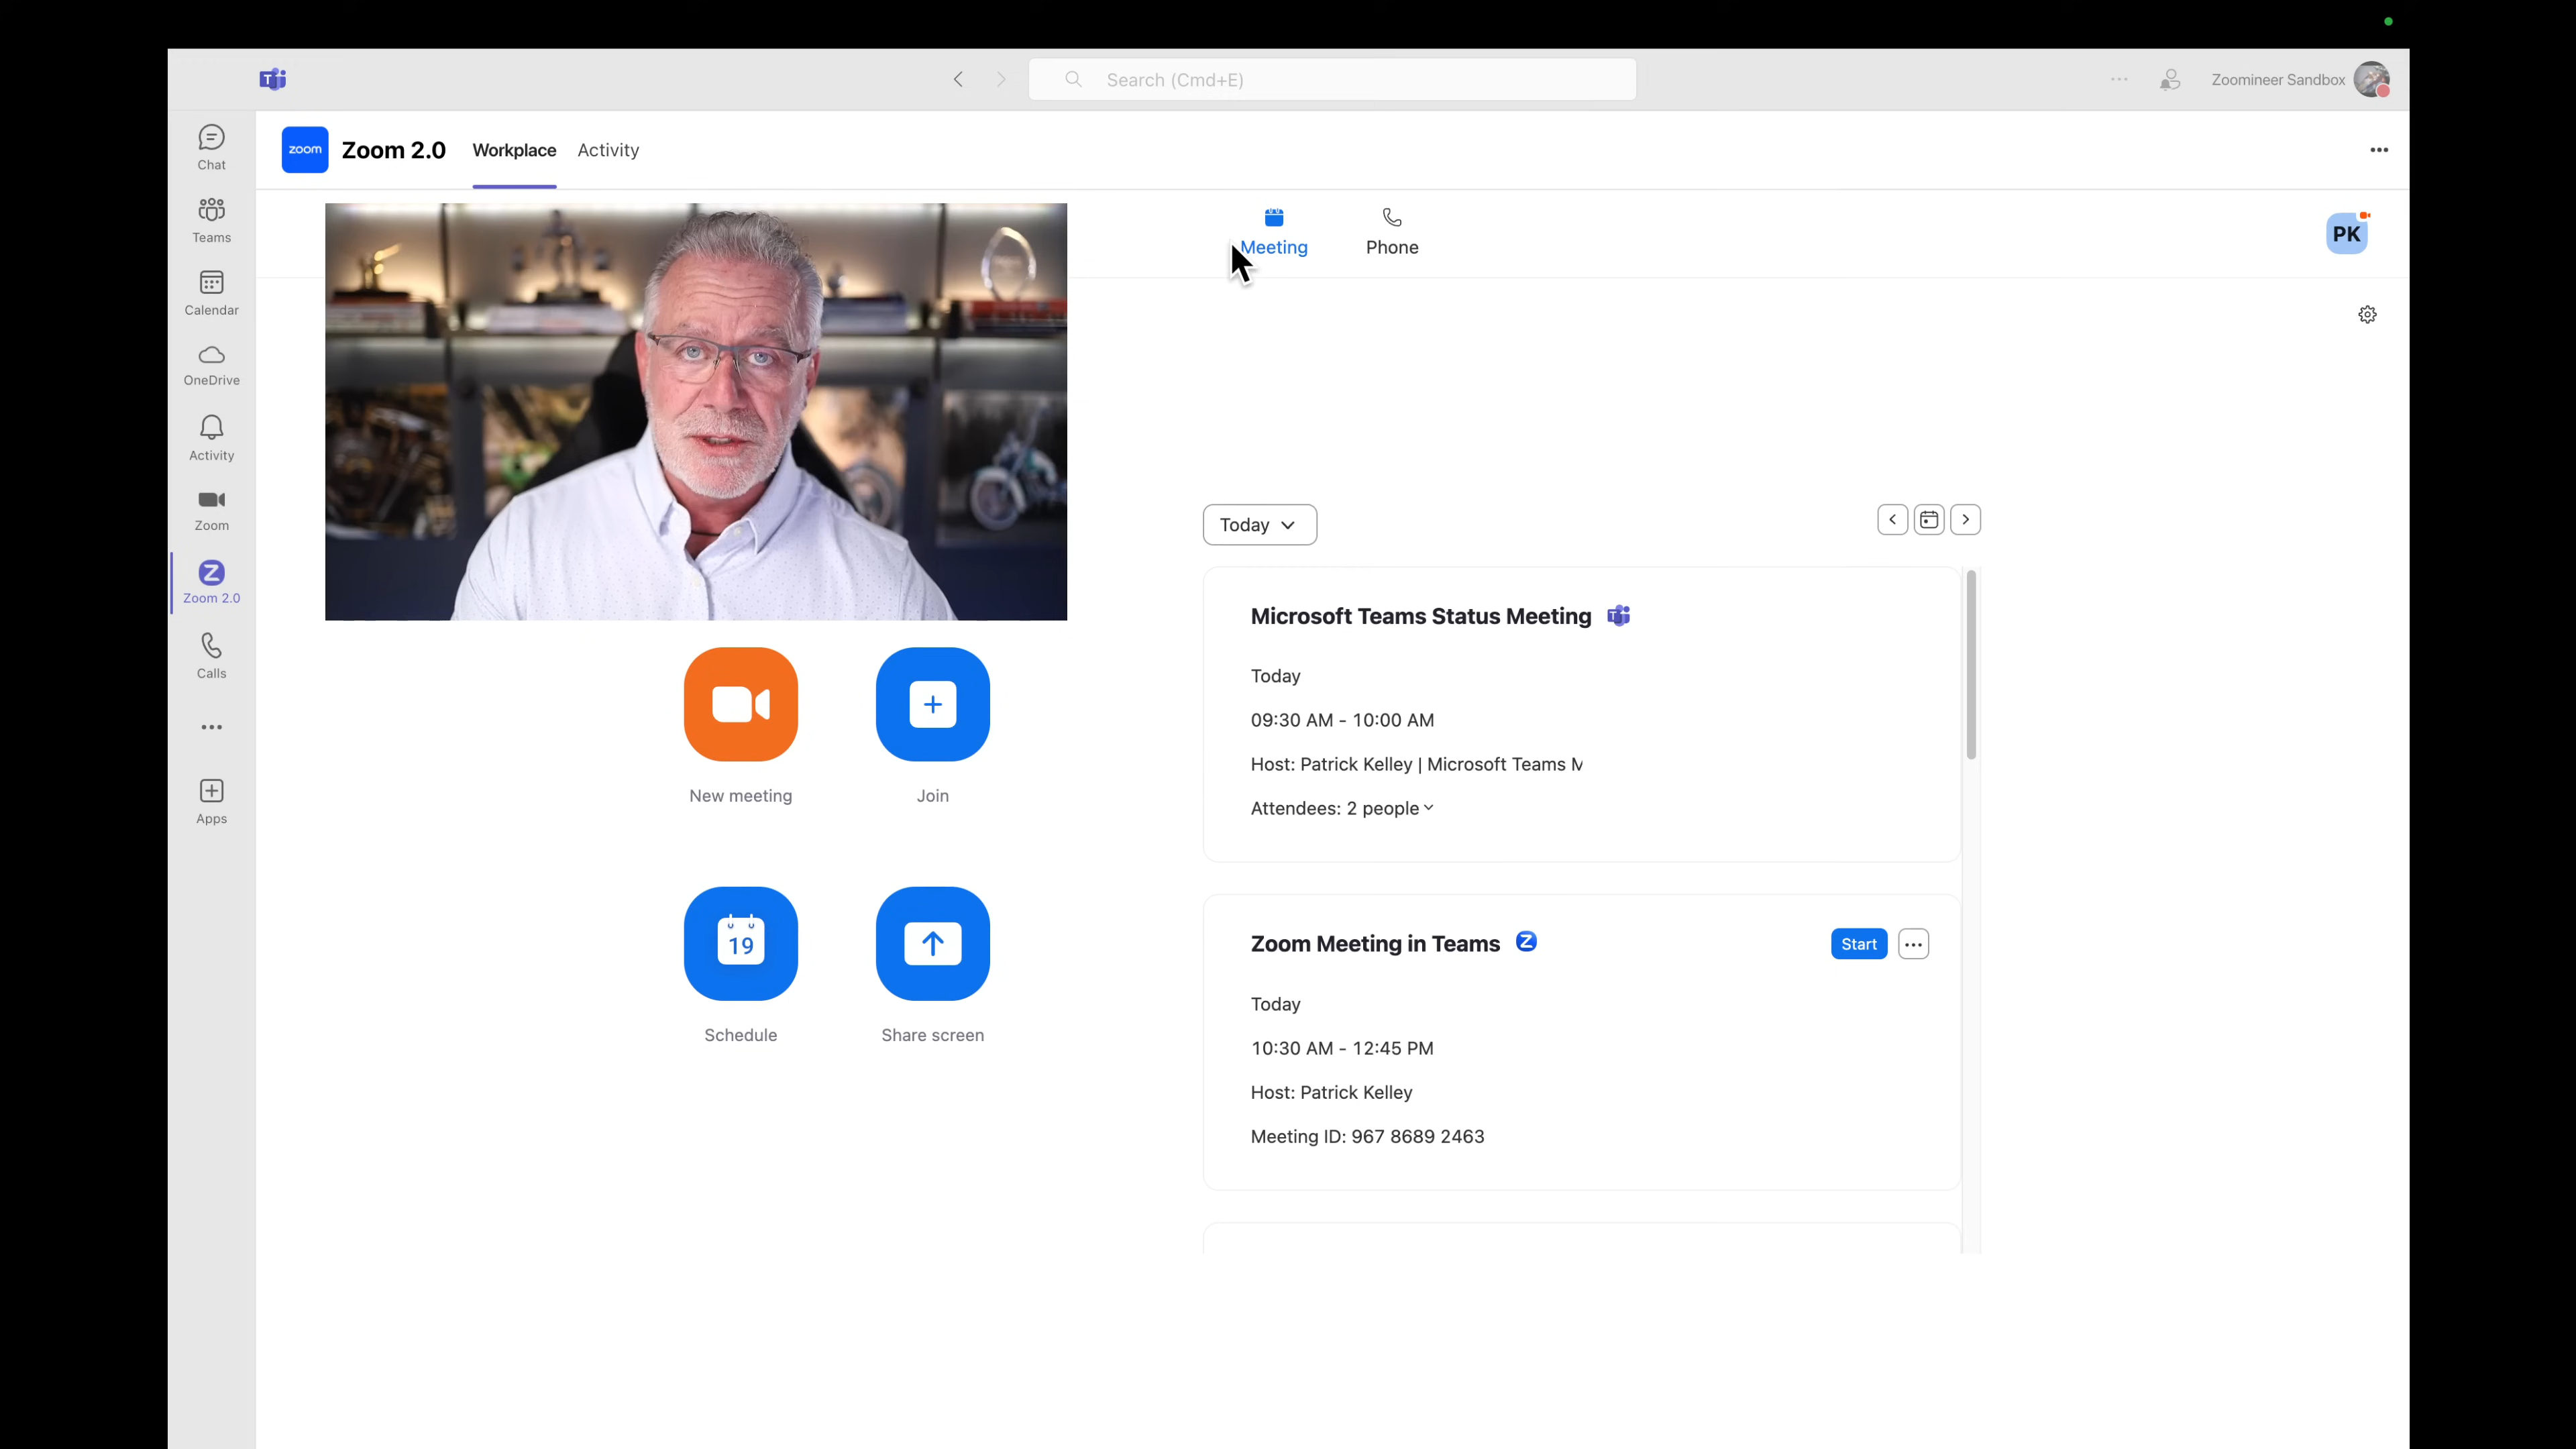 Search (Cmd+E)
Zoomineer Sandbox
Chat
Teams
Calendar
OneDrive
Activity
Zoom
Zoom 2.0
Calls
Apps
zoom
Zoom 2.0
Workplace
Activity
Meeting
Phone
PK
New meeting
Join
19
Schedule
Share screen
Today
Microsoft Teams Status Meeting
Today
09:30 AM - 10:00 AM
Host: Patrick Kelley | Microsoft Teams M
Attendees: 2 people
Zoom Meeting in Teams
Start
Today
10:30 AM - 12:45 PM
Host: Patrick Kelley
Meeting ID: 967 8689 2463